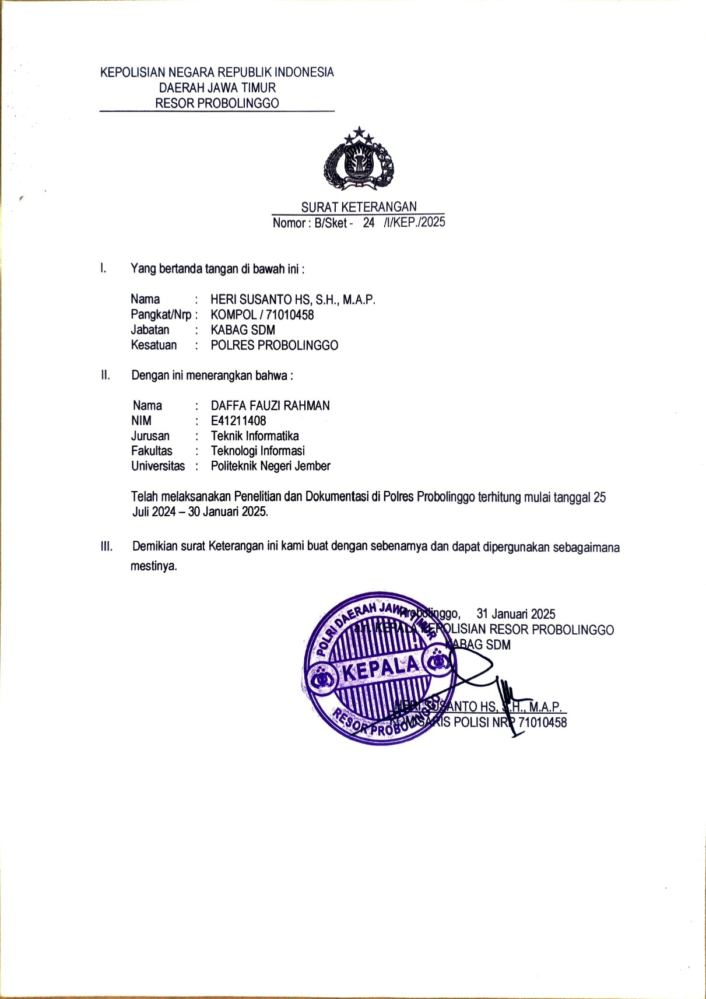 KEPOLISIAN NEGARA REPUBLIK INDONESIA
DAERAH JAWA TIMUR
RESOR PROBOLINGGO
SURAT KETERANGAN
Nomor : B/Sket - 24 /I/KEP./2025
I. Yang bertanda tangan di bawah ini :
Nama : HERI SUSANTO HS, S.H., M.A.P.
Pangkat/Nrp : KOMPOL / 71010458
Jabatan : KABAG SDM
Kesatuan : POLRES PROBOLINGGO
II. Dengan ini menerangkan bahwa :
Nama : DAFFA FAUZI RAHMAN
NIM : E41211408
Jurusan : Teknik Informatika
Fakultas : Teknologi Informasi
Universitas : Politeknik Negeri Jember
Telah melaksanakan Penelitian dan Dokumentasi di Polres Probolinggo terhitung mulai tanggal 25
Juli 2024 – 30 Januari 2025.
III. Demikian surat Keterangan ini kami buat dengan sebenarnya dan dapat dipergunakan sebagaimana
mestinya.
Probolinggo, 31 Januari 2025
a.n. KEPALA KEPOLISIAN RESOR PROBOLINGGO
KABAG SDM
POLRI DAERAH JAWA TIMUR
KEPALA
RESOR PROBOLINGGO
HERI SUSANTO HS, S.H., M.A.P.
KOMISARIS POLISI NRP 71010458